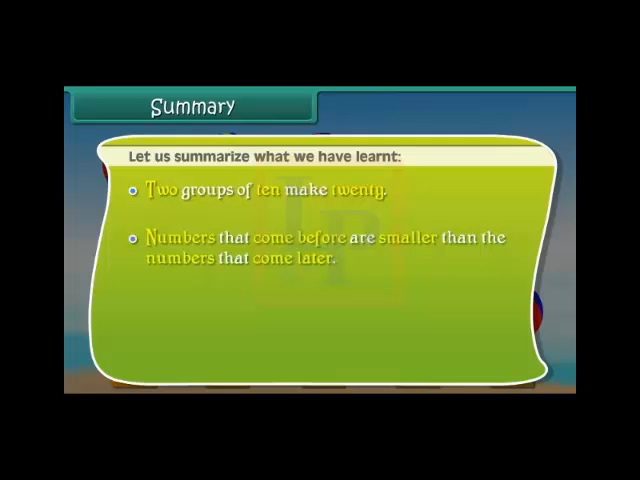 Summary
Let us summarize what we have learnt:
Two groups of ten make twenty.
Numbers that come before are smaller than the
numbers that come later.